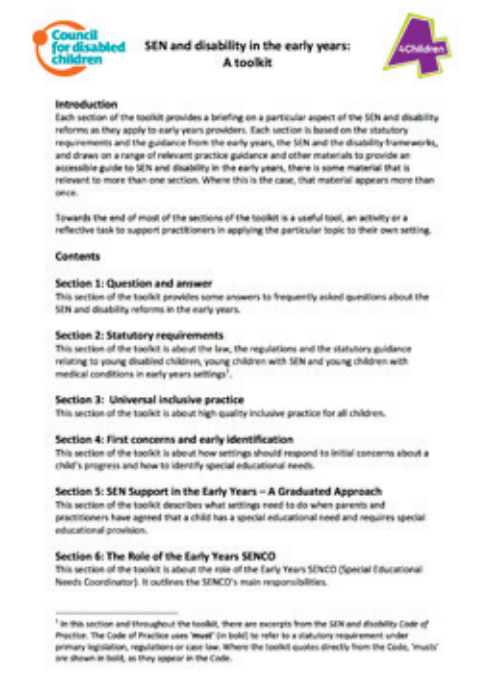 Council
for disabled
children
SEN and disability in the early years:
A toolkit
4Children
Introduction
Each section of the toolkit provides a briefing on a particular aspect of the SEN and disability
reforms as they apply to early years providers. Each section is based on the statutory
requirements and the guidance from the early years, the SEN and the disability frameworks,
and draws on a range of relevant practice guidance and other materials to provide an
accessible guide to SEN and disability in the early years, there is some material that is
relevant to more than one section. Where this is the case, that material appears more than
once.
Towards the end of most of the sections of the toolkit is a useful tool, an activity or a
reflective task to support practitioners in applying the particular topic to their own setting.
Contents
Section 1: Question and answer
This section of the toolkit provides some answers to frequently asked questions about the
SEN and disability reforms in the early years.
Section 2: Statutory requirements
This section of the toolkit is about the law, the regulations and the statutory guidance
relating to young disabled children, young children with SEN and young children with
medical conditions in early years settings¹.
Section 3: Universal inclusive practice
This section of the toolkit is about high quality inclusive practice for all children.
Section 4: First concerns and early identification
This section of the toolkit is about how settings should respond to initial concerns about a
child's progress and how to identify special educational needs.
Section 5: SEN Support in the Early Years – A Graduated Approach
This section of the toolkit describes what settings need to do when parents and
practitioners have agreed that a child has a special educational need and requires special
educational provision.
Section 6: The Role of the Early Years SENCO
This section of the toolkit is about the role of the Early Years SENCO (Special Educational
Needs Coordinator). It outlines the SENCO's main responsibilities.
¹ In this section and throughout the toolkit, there are excerpts from the SEN and disability Code of
Practice. The Code of Practice uses 'must' (in bold) to refer to a statutory requirement under
primary legislation, regulations or case law. Where the toolkit quotes directly from the Code, 'musts'
are shown in bold, as they appear in the Code.